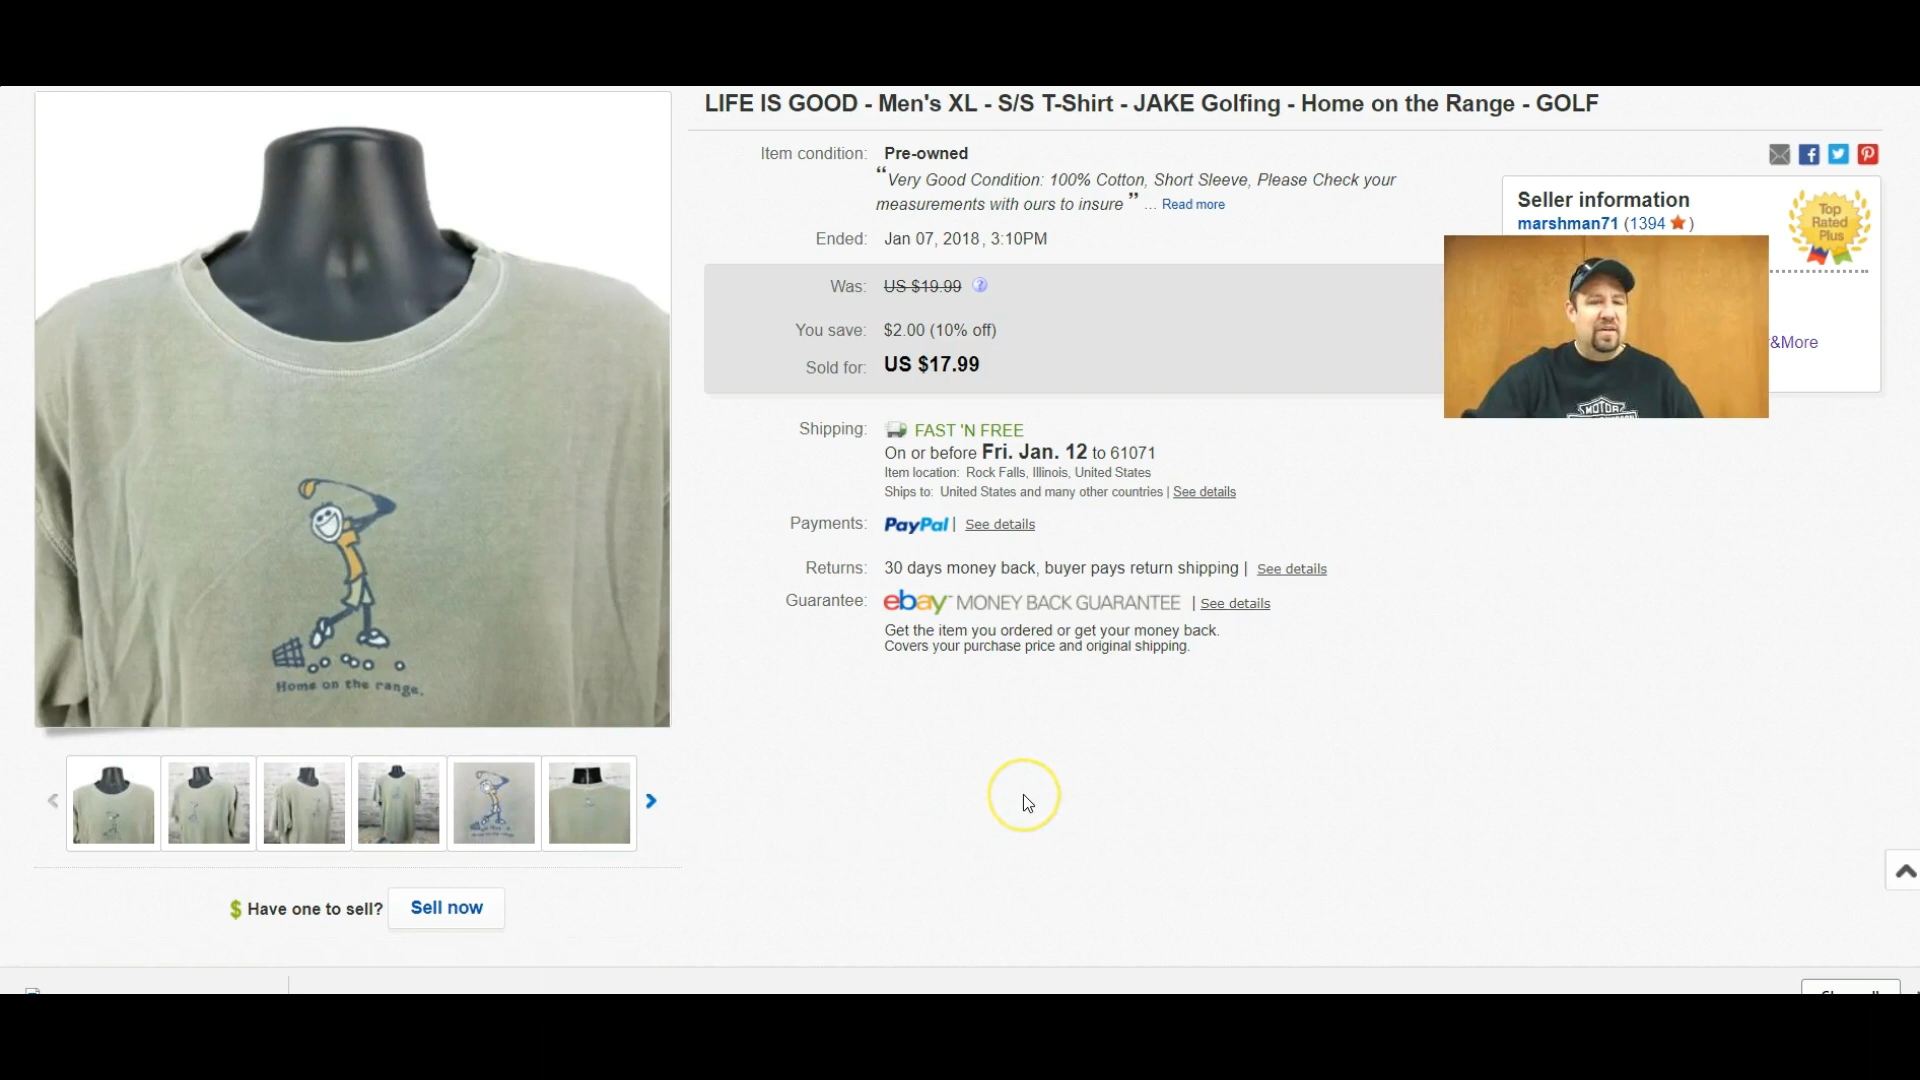 LIFE IS GOOD - Men's XL - S/S T-Shirt - JAKE Golfing - Home on the Range - GOLF
Item condition: Pre-owned
“Very Good Condition: 100% Cotton, Short Sleeve, Please Check your
measurements with ours to insure ” ... Read more
Ended: Jan 07, 2018 , 3:10PM
Was: US $19.99 ?
You save: $2.00 (10% off)
Sold for: US $17.99
Shipping: FAST 'N FREE
On or before Fri. Jan. 12 to 61071
Item location: Rock Falls, Illinois, United States
Ships to: United States and many other countries | See details
Payments: PayPal | See details
Returns: 30 days money back, buyer pays return shipping | See details
Guarantee: ebay MONEY BACK GUARANTEE | See details
Get the item you ordered or get your money back.
Covers your purchase price and original shipping.
Seller information
marshman71 (1394 )
Top
Rated
Plus
&More
MOTOR
Home on the range.
$ Have one to sell? Sell now